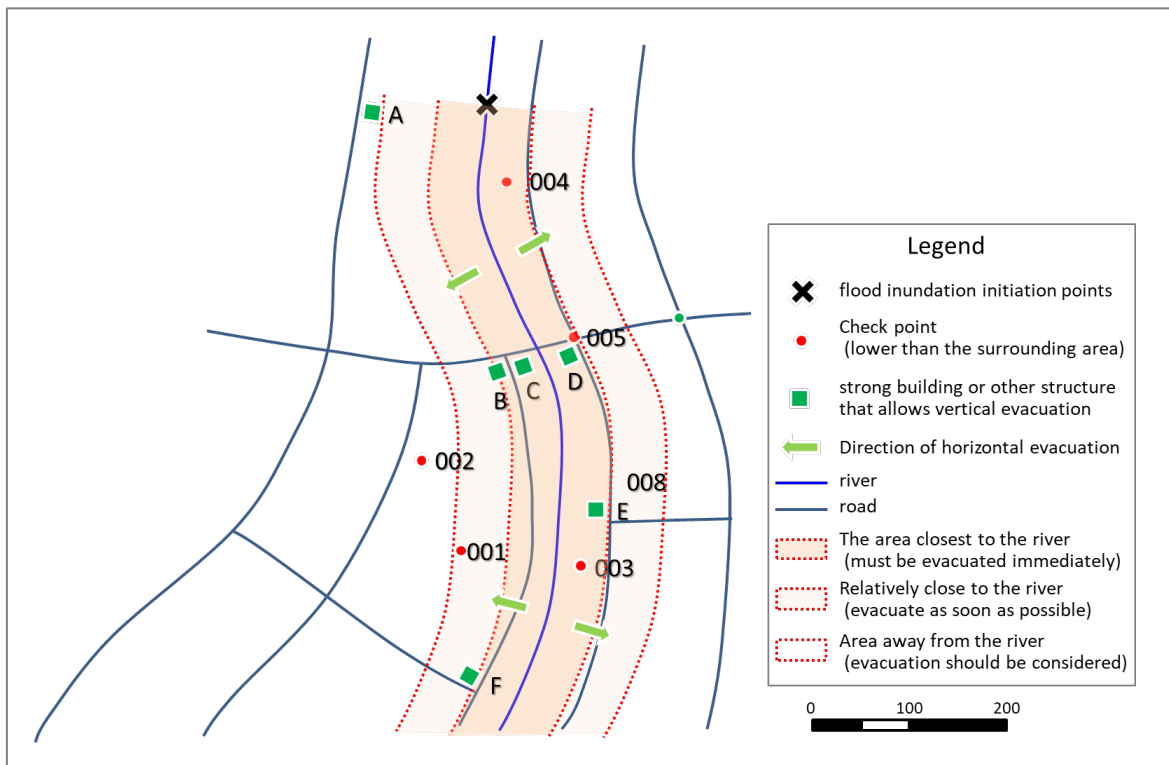 A
004
005
B
C
D
002
008
E
001
003
F
Legend
flood inundation initiation points
Check point
(lower than the surrounding area)
strong building or other structure
that allows vertical evacuation
Direction of horizontal evacuation
river
road
The area closest to the river
(must be evacuated immediately)
Relatively close to the river
(evacuate as soon as possible)
Area away from the river
(evacuation should be considered)
0 100 200